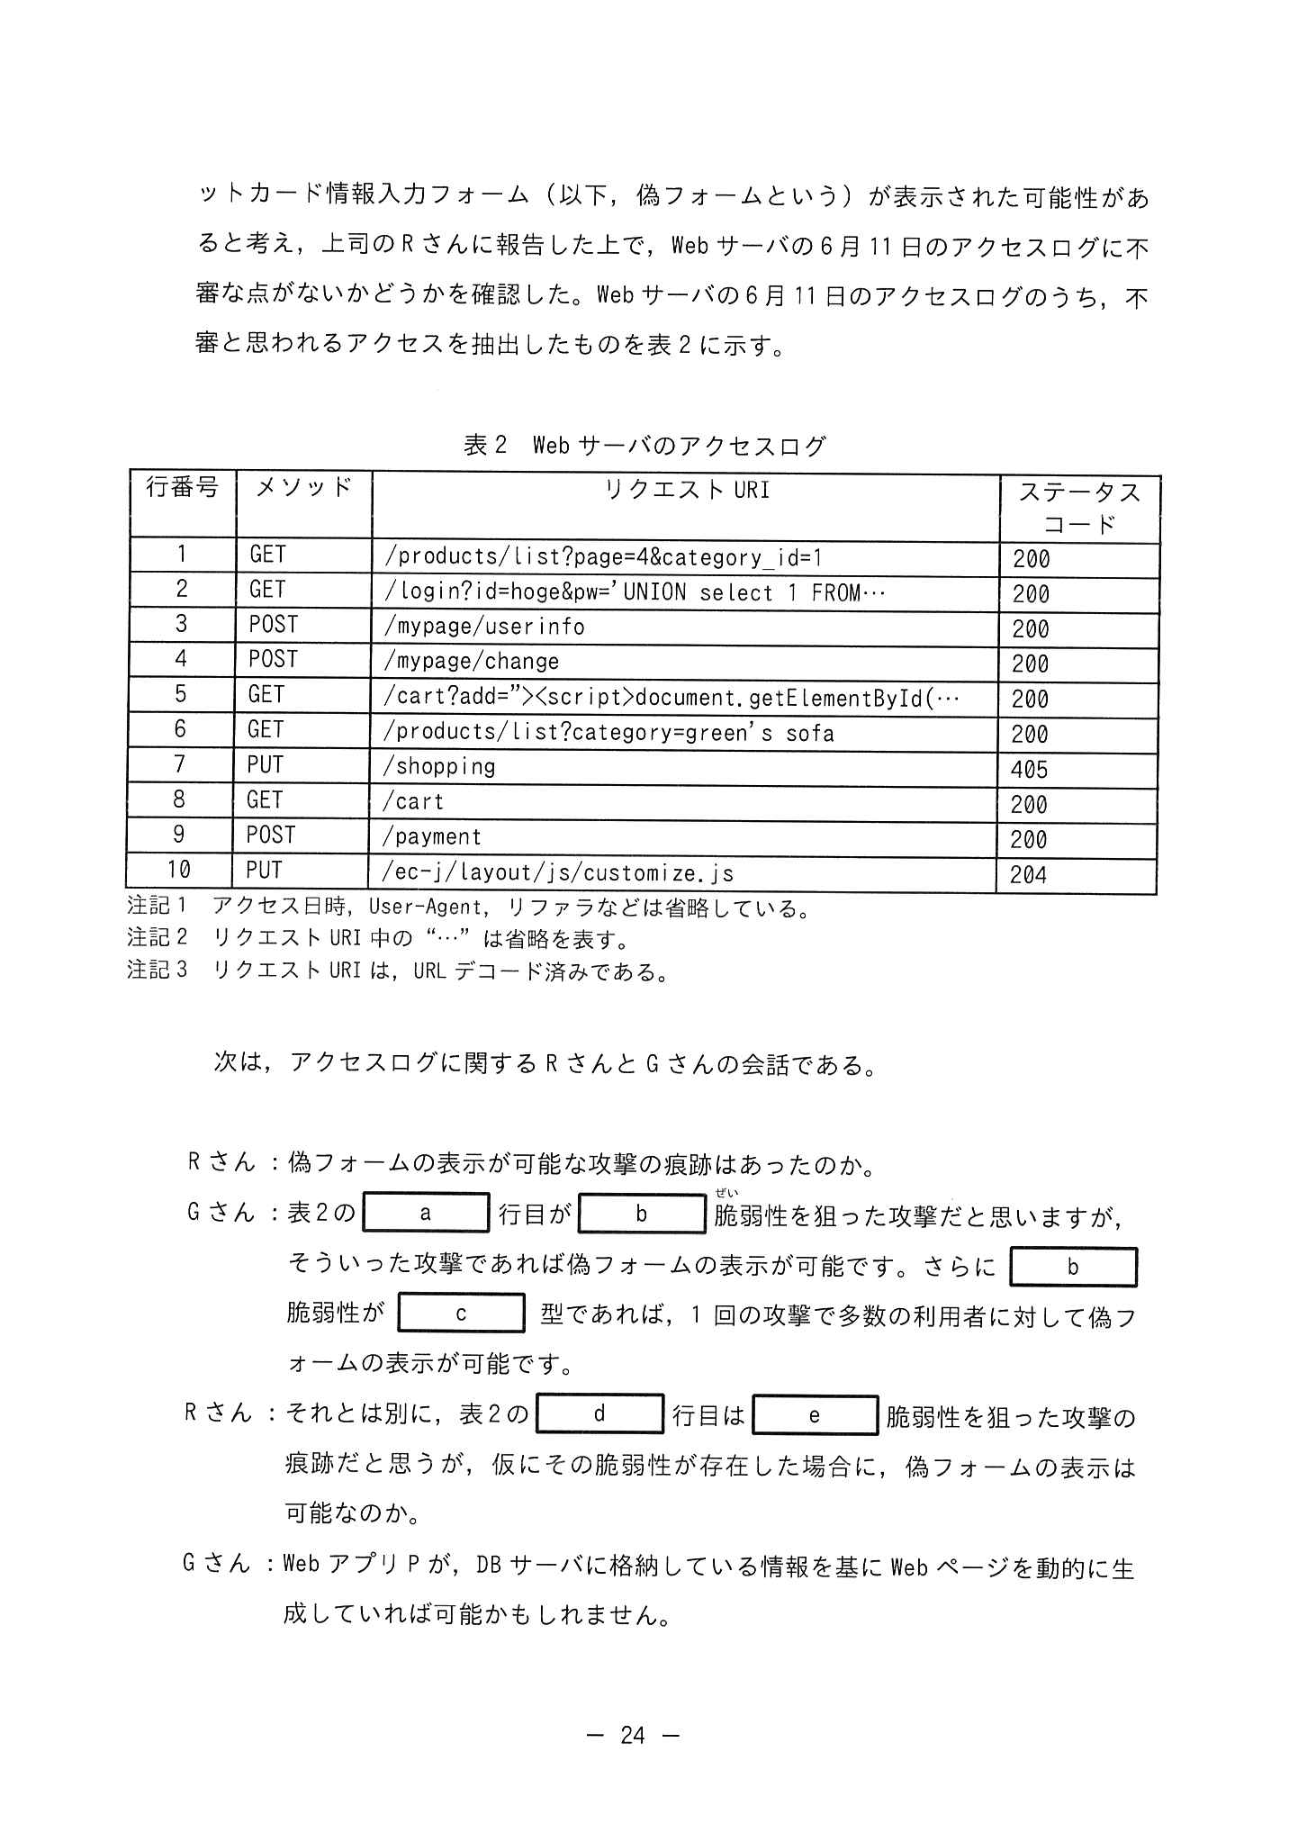 ットカード情報入力フォーム（以下，偽フォームという）が表示された可能性があ
ると考え，上司のRさんに報告した上で，Webサーバの6月11日のアクセスログに不
審な点がないかどうかを確認した。Webサーバの6月11日のアクセスログのうち，不
審と思われるアクセスを抽出したものを表2に示す。
表2 Webサーバのアクセスログ
行番号 メソッド リクエストURI ステータスコード
1 GET /products/list?page=4&category_id=1 200
2 GET /login?id=hoge&pw=’UNION select 1 FROM… 200
3 POST /mypage/userinfo 200
4 POST /mypage/change 200
5 GET /cart?add=”><script>document.getElementById(… 200
6 GET /products/list?category=green’s sofa 200
7 PUT /shopping 405
8 GET /cart 200
9 POST /payment 200
10 PUT /ec-j/layout/js/customize.js 204
注記1 アクセス日時，User-Agent，リファラなどは省略している。
注記2 リクエストURI中の“…”は省略を表す。
注記3 リクエストURIは，URLデコード済みである。
次は，アクセスログに関するRさんとGさんの会話である。
Rさん：偽フォームの表示が可能な攻撃の痕跡はあったのか。
Gさん：表2の a 行目が b 脆弱性を狙った攻撃だと思いますが，
ぜい
そういった攻撃であれば偽フォームの表示が可能です。さらに b
脆弱性が c 型であれば，1回の攻撃で多数の利用者に対して偽フ
ォームの表示が可能です。
Rさん：それとは別に，表2の d 行目は e 脆弱性を狙った攻撃の
痕跡だと思うが，仮にその脆弱性が存在した場合に，偽フォームの表示は
可能なのか。
Gさん：WebアプリPが，DBサーバに格納している情報を基にWebページを動的に生
成していれば可能かもしれません。
－ 24 －